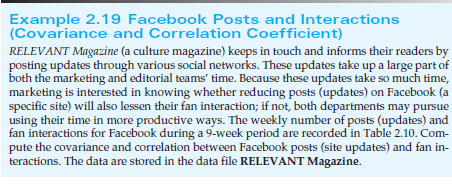 Example 2.19 Facebook Posts and Interactions
(Covariance and Correlation Coefficient)
RELEVANT Magazine (a culture magazine) keeps in touch and informs their readers by
posting updates through various social networks. These updates take up a large part of
both the marketing and editorial teams' time. Because these updates take so much time,
marketing is interested in knowing whether reducing posts (updates) on Facebook (a
specific site) will also lessen their fan interaction; if not, both departments may pursue
using their time in more productive ways. The weekly number of posts (updates) and
fan interactions for Facebook during a 9-week period are recorded in Table 2.10. Com-
pute the covariance and correlation between Facebook posts (site updates) and fan in-
teractions. The data are stored in the data file RELEVANT Magazine.